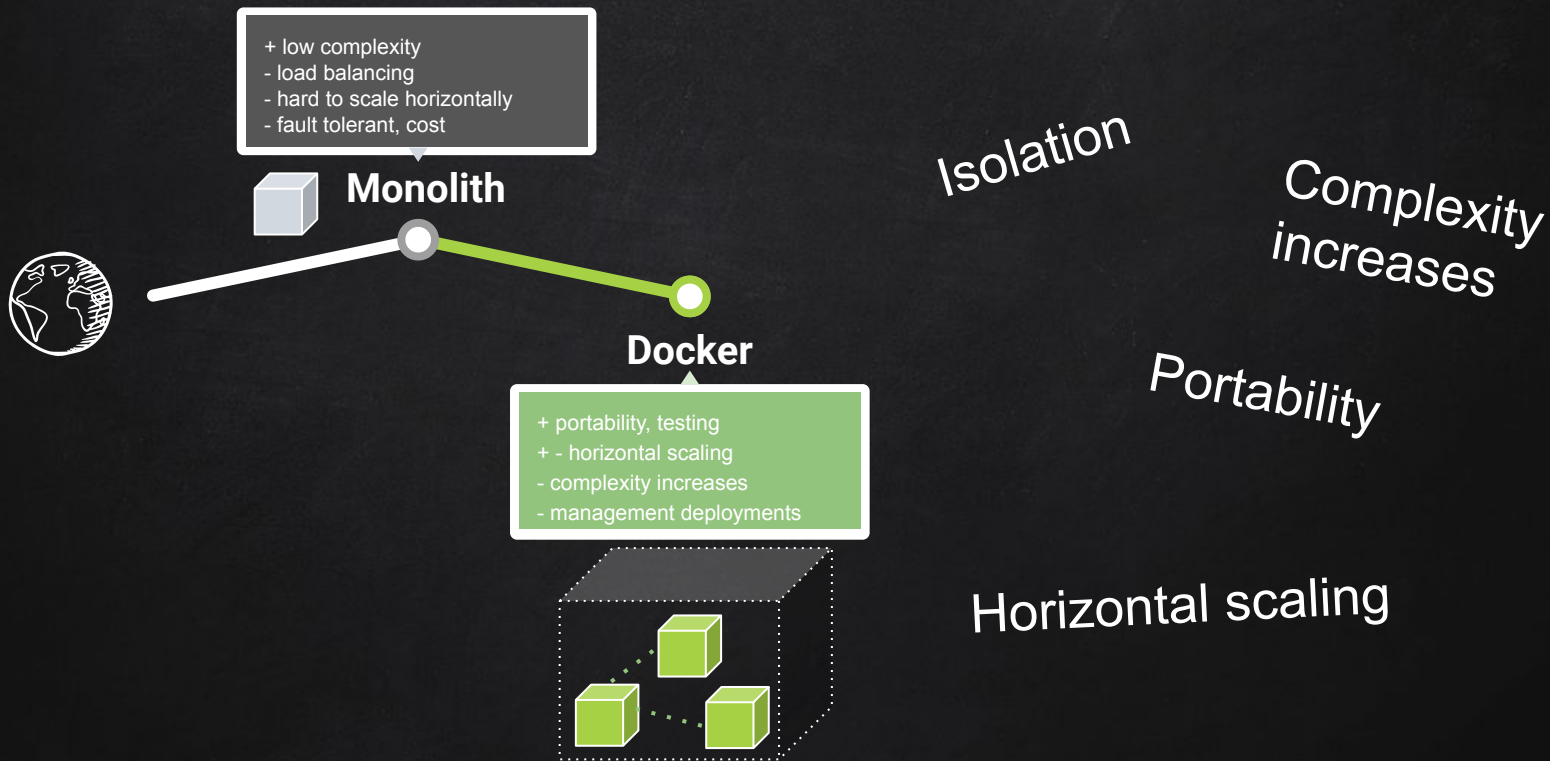 + low complexity
- load balancing
- hard to scale horizontally
- fault tolerant, cost
Monolith
Docker
+ portability, testing
+ - horizontal scaling
- complexity increases
- management deployments
Isolation
Complexity
increases
Portability
Horizontal scaling